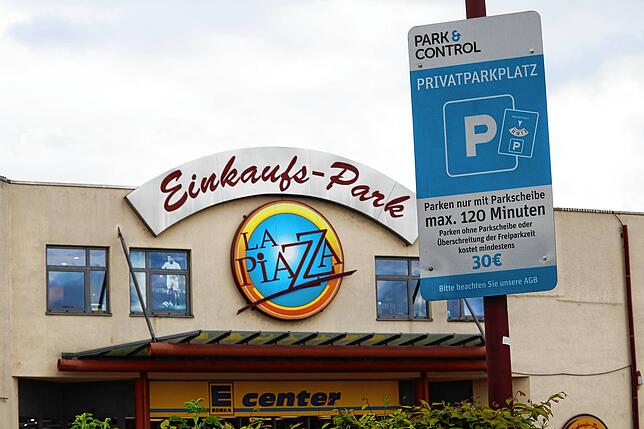 PARK &
CONTROL
PRIVATPARKPLATZ
P
P
Parken nur mit Parkscheibe
max. 120 Minuten
Parken ohne Parkscheibe oder
Überschreitung der Freiparkzeit
kostet mindestens
30€
Bitte beachten Sie unsere AGB
Einkaufs-Park
LA
PiAZZA
E center
EDEKA
P